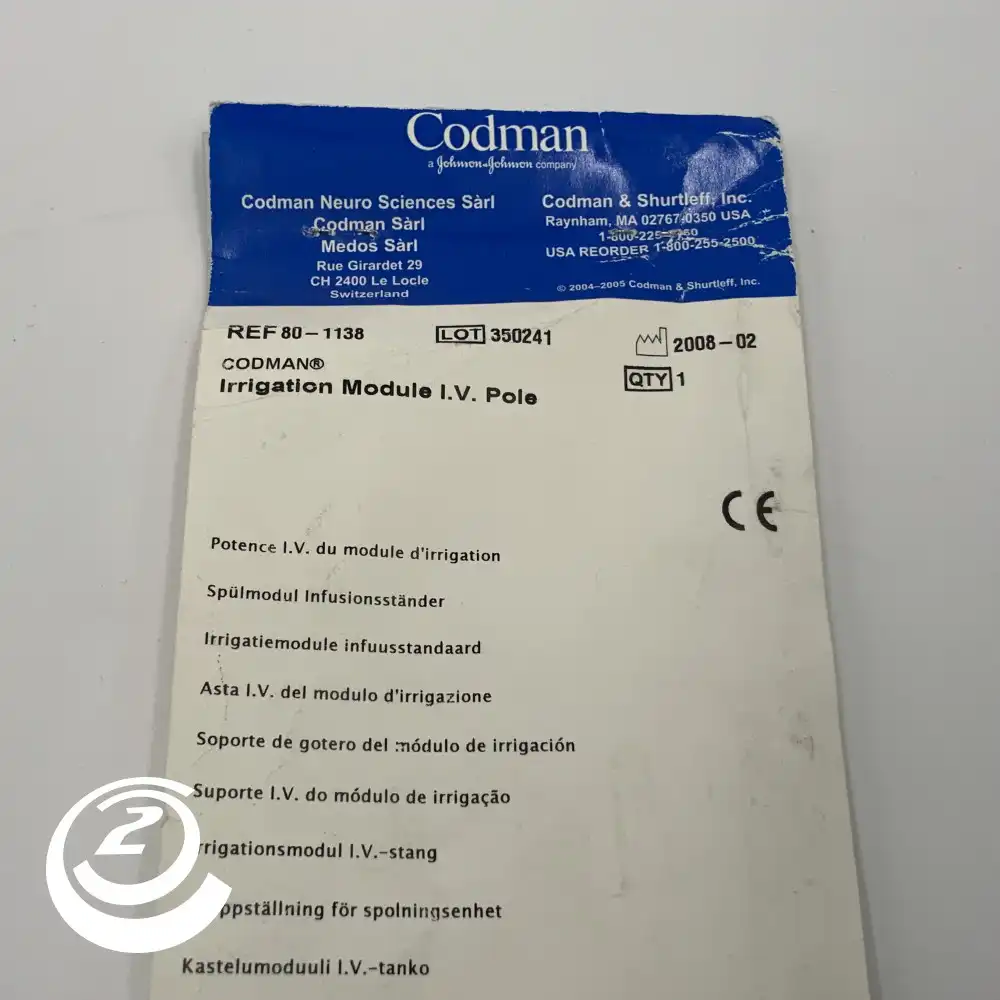 Codman
a Johnson & Johnson company
Codman Neuro Sciences Sàrl
Codman Sàrl
Medos Sàrl
Rue Girardet 29
CH 2400 Le Locle
Switzerland
Codman & Shurtleff, Inc.
Raynham, MA 02767-0350 USA
USA REORDER 1-800-255-2500
© 2004-2005 Codman & Shurtleff, Inc.
REF 80-1138
LOT 350241
2008-02
QTY 1
CODMAN®
Irrigation Module I.V. Pole
CE
Potence I.V. du module d'irrigation
Spülmodul Infusionsständer
Irrigatiemodule infuusstandaard
Asta I.V. del modulo d'irrigazione
Soporte de gotero del módulo de irrigación
Suporte I.V. do módulo de irrigação
rrigationsmodul I.V.-stang
ppställning för spolningsenhet
Kastelumoduuli I.V.-tanko
2